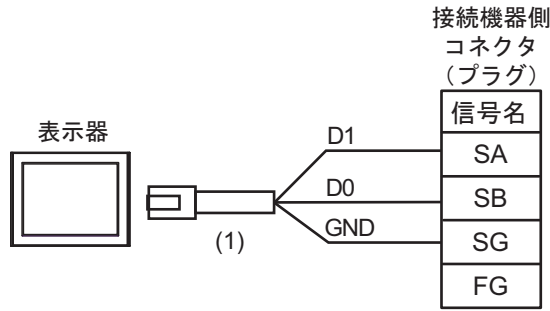 接続機器側
コネクタ
（プラグ）
信号名
表示器
D1
SA
D0
SB
GND
SG
(1)
FG